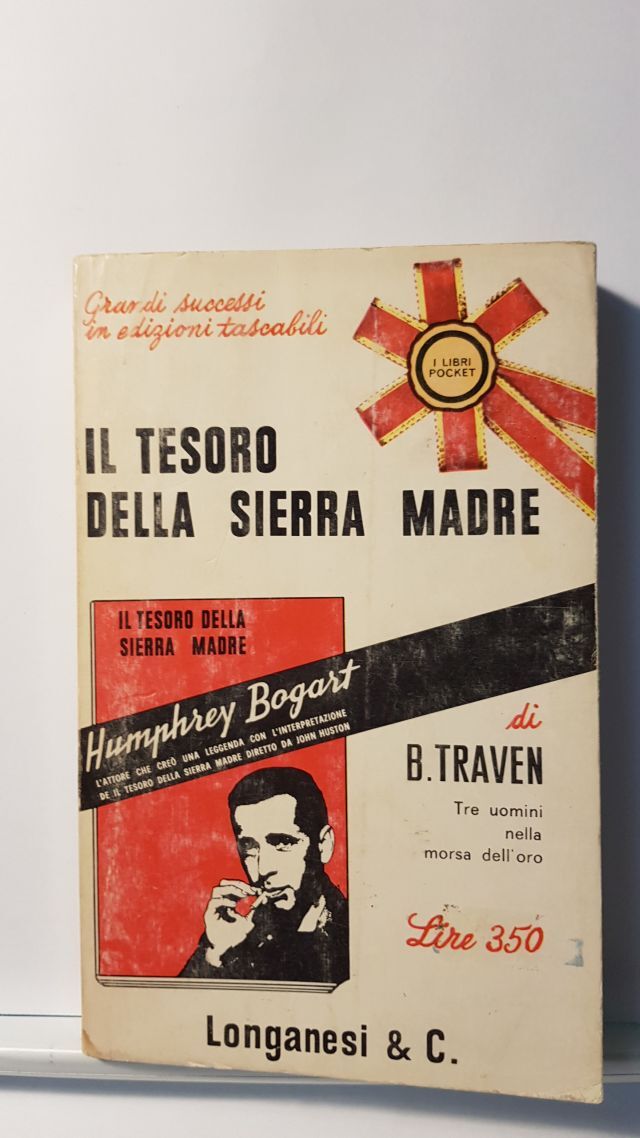 Grandi successi
in edizioni tascabili
I LIBRI
POCKET
IL TESORO
DELLA SIERRA MADRE
IL TESORO DELLA
SIERRA MADRE
Humphrey Bogart
L'ATTORE CHE CREÒ UNA LEGGENDA CON L'INTERPRETAZIONE
DE IL TESORO DELLA SIERRA MADRE DIRETTO DA JOHN HUSTON
di
B. TRAVEN
Tre uomini
nella
morsa dell'oro
Lire 350
Longanesi & C.